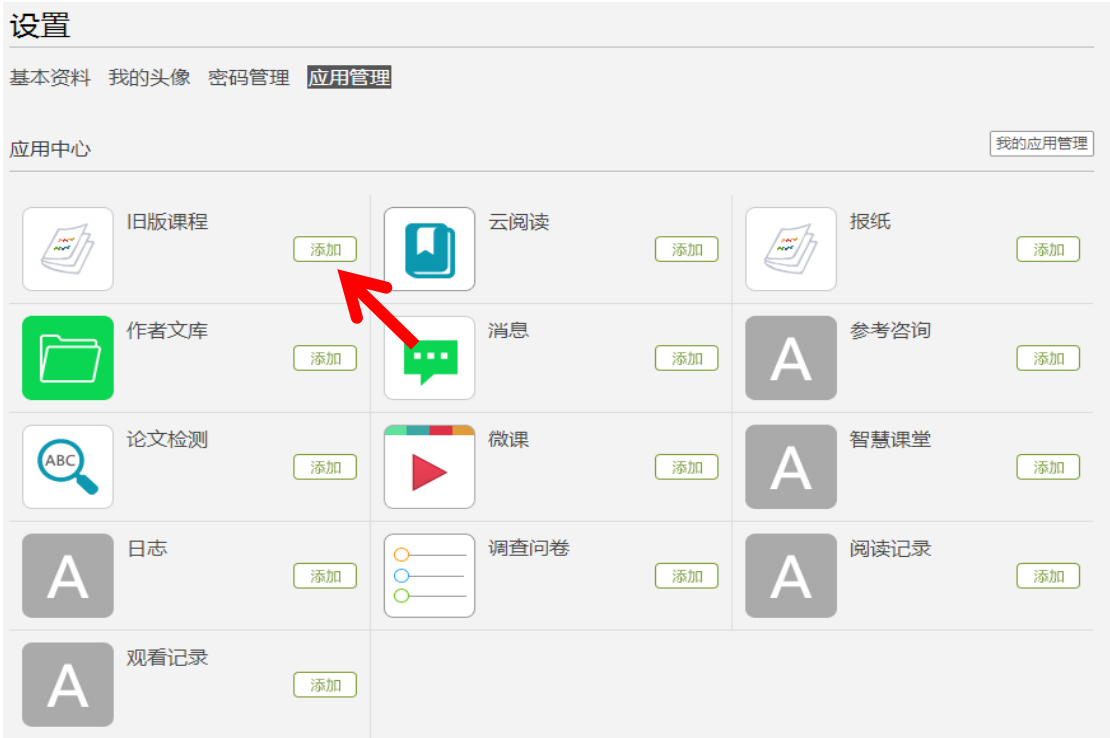 设置
基本资料 我的头像 密码管理 应用管理
应用中心 我的应用管理
旧版课程 云阅读 报纸
添加 添加 添加
作者文库 消息 参考咨询
添加 添加 A 添加
论文检测 微课 智慧课堂
ABC 添加 添加 A 添加
日志 调查问卷 阅读记录
A 添加 添加 A 添加
观看记录
A 添加